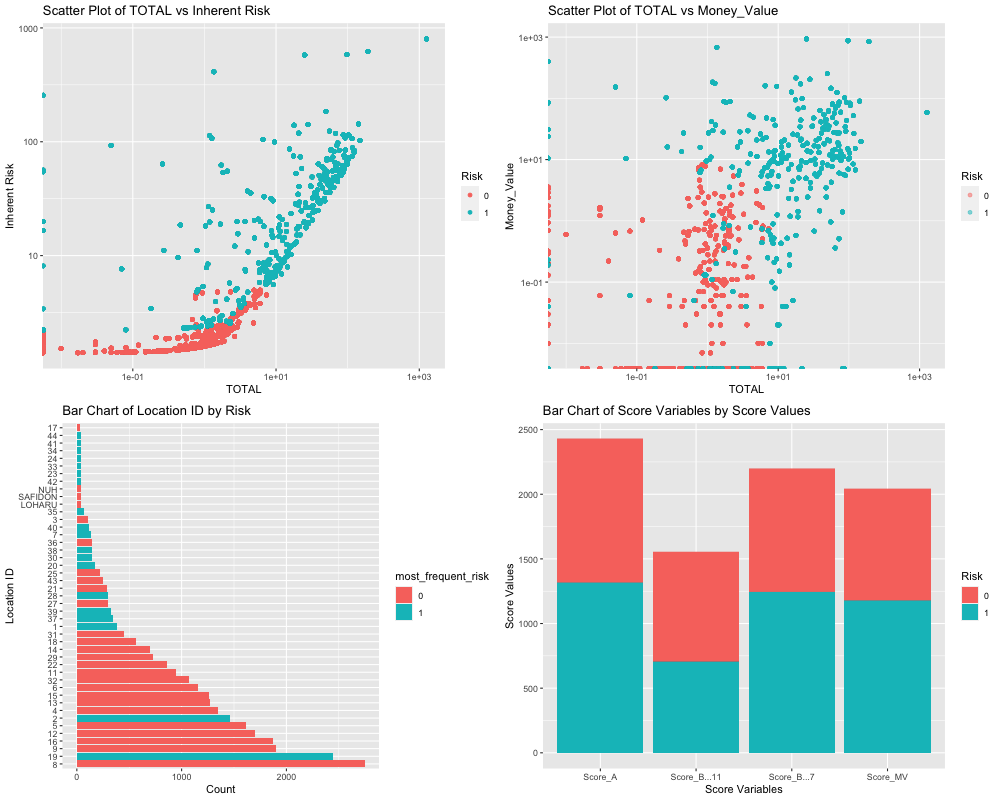 Scatter Plot of TOTAL vs Inherent Risk
1000
100
10
Inherent Risk
1e-01
1e+01
1e+03
TOTAL
Risk
0
1
Scatter Plot of TOTAL vs Money_Value
1e+03
1e+01
1e-01
Money_Value
1e-01
1e+01
1e+03
TOTAL
Risk
0
1
Bar Chart of Location ID by Risk
17
44
41
34
24
33
23
42
NUH
SAFIDON
LOHARU
35
3
40
7
36
38
30
20
25
43
21
28
27
39
37
1
31
18
14
29
22
11
32
6
15
13
4
2
5
12
16
9
19
8
Location ID
0
1000
2000
Count
most_frequent_risk
0
1
Bar Chart of Score Variables by Score Values
2500
2000
1500
1000
500
0
Score Values
Score_A
Score_B...11
Score_B...7
Score_MV
Score Variables
Risk
0
1